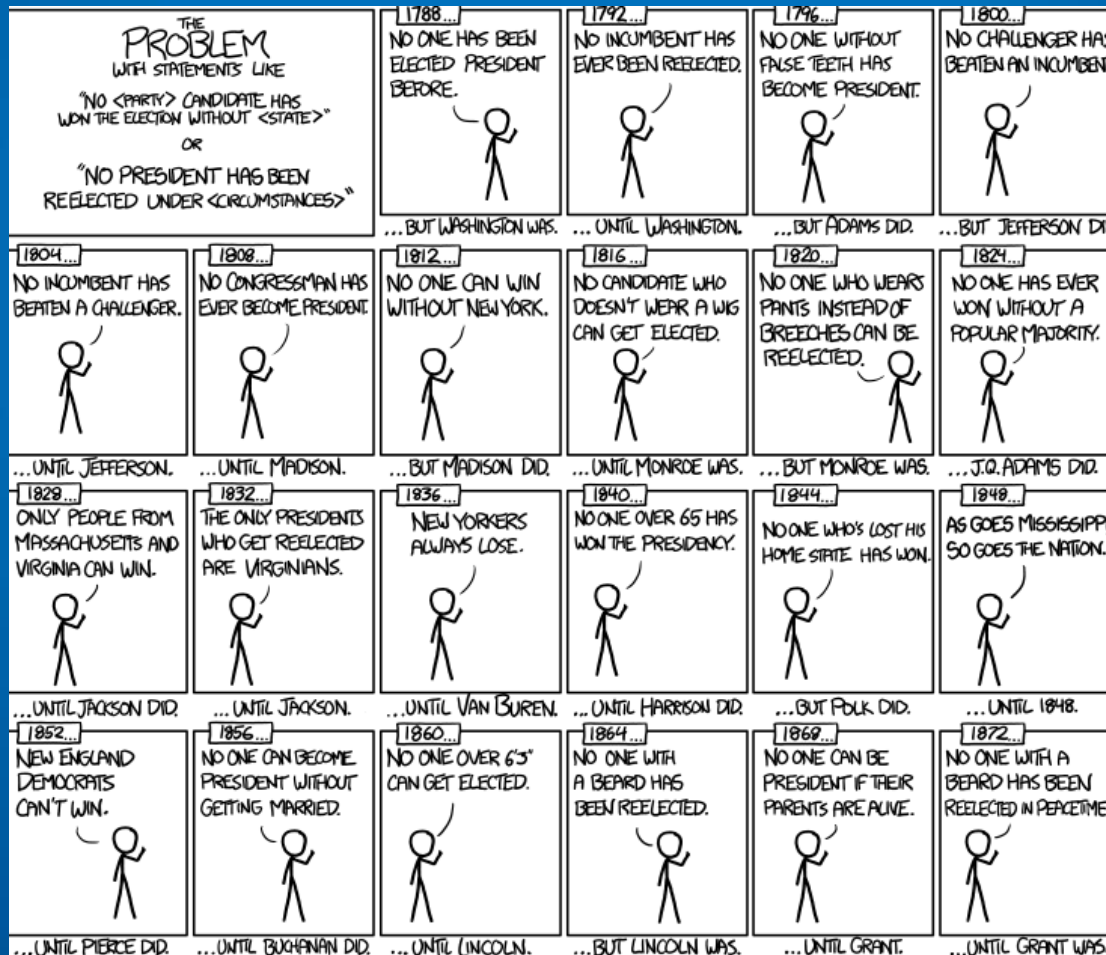 THE
PROBLEM
WITH STATEMENTS LIKE
"NO <PARTY> CANDIDATE HAS
WON THE ELECTION WITHOUT <STATE>"
OR
"NO PRESIDENT HAS BEEN
REELECTED UNDER <CIRCUMSTANCES>"
1788...
NO ONE HAS BEEN
ELECTED PRESIDENT
BEFORE.
...BUT WASHINGTON WAS.
1792...
NO INCUMBENT HAS
EVER BEEN REELECTED.
...UNTIL WASHINGTON.
1796...
NO ONE WITHOUT
FALSE TEETH HAS
BECOME PRESIDENT.
...BUT ADAMS DID.
1800...
NO CHALLENGER HAS
BEATEN AN INCUMBENT
...BUT JEFFERSON DI
1804...
NO INCUMBENT HAS
BEATEN A CHALLENGER.
...UNTIL JEFFERSON.
1808...
NO CONGRESSMAN HAS
EVER BECOME PRESIDENT.
...UNTIL MADISON.
1812...
NO ONE CAN WIN
WITHOUT NEW YORK.
...BUT MADISON DID.
1816...
NO CANDIDATE WHO
DOESN'T WEAR A WIG
CAN GET ELECTED.
...UNTIL MONROE WAS.
1820...
NO ONE WHO WEARS
PANTS INSTEAD OF
BREECHES CAN BE
REELECTED.
...BUT MONROE WAS.
1824...
NO ONE HAS EVER
WON WITHOUT A
POPULAR MAJORITY.
...J.Q. ADAMS DID.
1828...
ONLY PEOPLE FROM
MASSACHUSETTS AND
VIRGINIA CAN WIN.
...UNTIL JACKSON DID.
1832...
THE ONLY PRESIDENTS
WHO GET REELECTED
ARE VIRGINIANS.
...UNTIL JACKSON.
1836...
NEW YORKERS
ALWAYS LOSE.
...UNTIL VAN BUREN.
1840...
NO ONE OVER 65 HAS
WON THE PRESIDENCY.
...UNTIL HARRISON DID.
1844...
NO ONE WHO'S LOST HIS
HOME STATE HAS WON.
...BUT POLK DID.
1848...
AS GOES MISSISSIPPI
SO GOES THE NATION.
...UNTIL 1848.
1852...
NEW ENGLAND
DEMOCRATS
CAN'T WIN.
...UNTIL PIERCE DID.
1856...
NO ONE CAN BECOME
PRESIDENT WITHOUT
GETTING MARRIED.
...UNTIL BUCHANAN DID.
1860...
NO ONE OVER 6'3"
CAN GET ELECTED.
...UNTIL LINCOLN.
1864...
NO ONE WITH
A BEARD HAS
BEEN REELECTED.
...BUT LINCOLN WAS.
1868...
NO ONE CAN BE
PRESIDENT IF THEIR
PARENTS ARE ALIVE.
...UNTIL GRANT.
1872...
NO ONE WITH A
BEARD HAS BEEN
REELECTED IN PEACETIME
...UNTIL GRANT WAS.